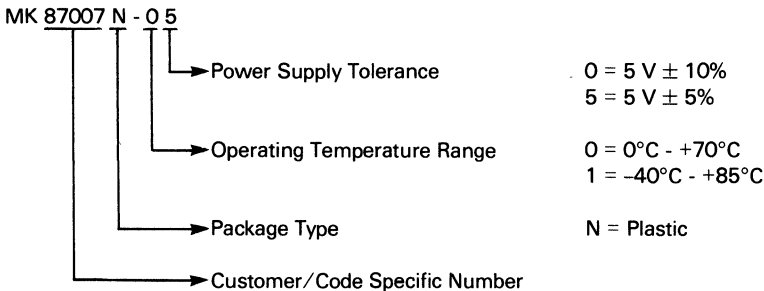 MK 87007 N - 0 5
Power Supply Tolerance 0 = 5 V ± 10%
5 = 5 V ± 5%
Operating Temperature Range 0 = 0°C - +70°C
1 = –40°C - +85°C
Package Type N = Plastic
Customer/Code Specific Number